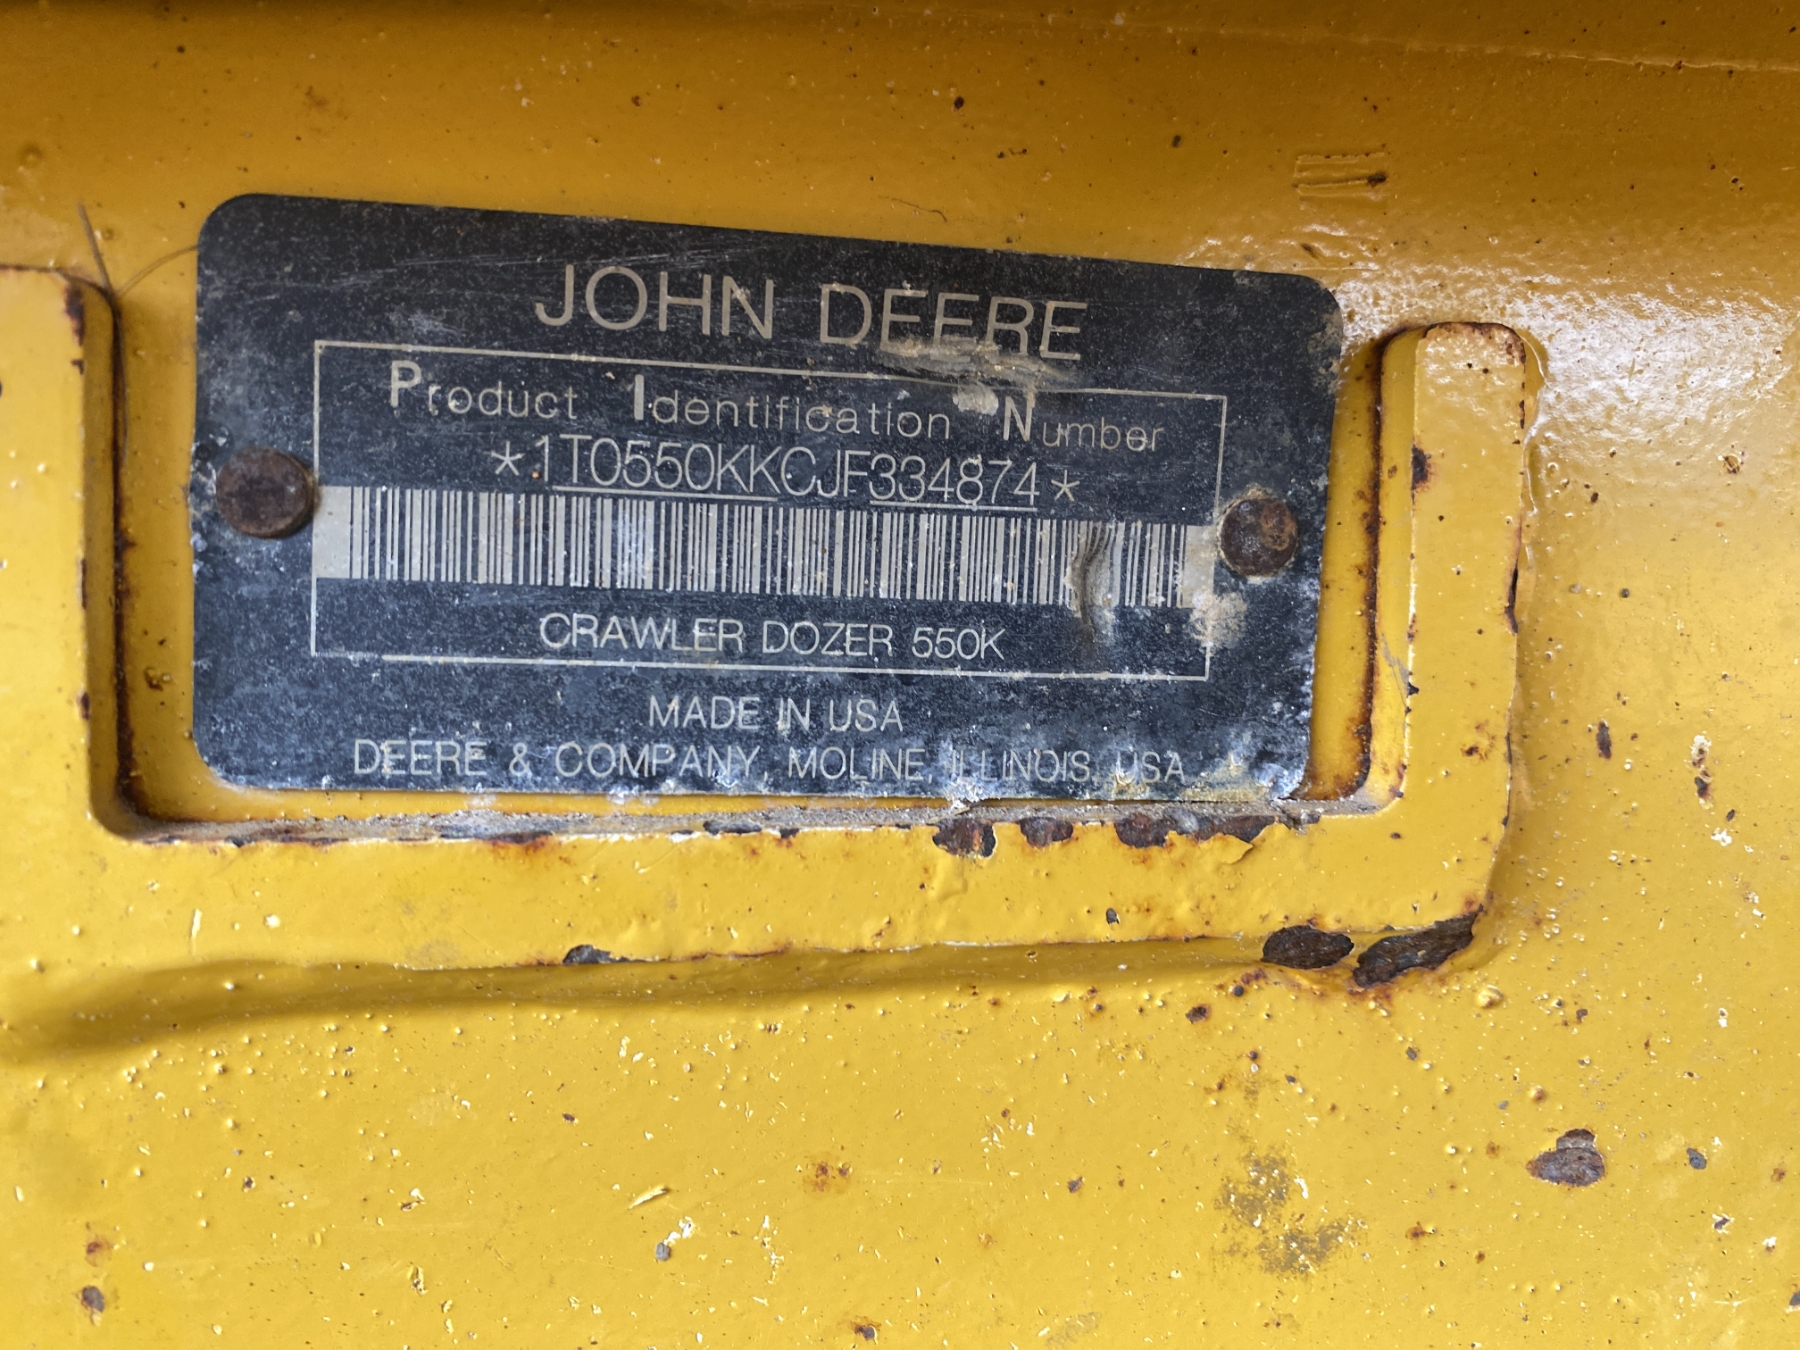 JOHN DEERE
Product Identification Number
*1T0550KKCJF334874*
CRAWLER DOZER 550K
MADE IN USA
DEERE & COMPANY, MOLINE, ILLINOIS, USA